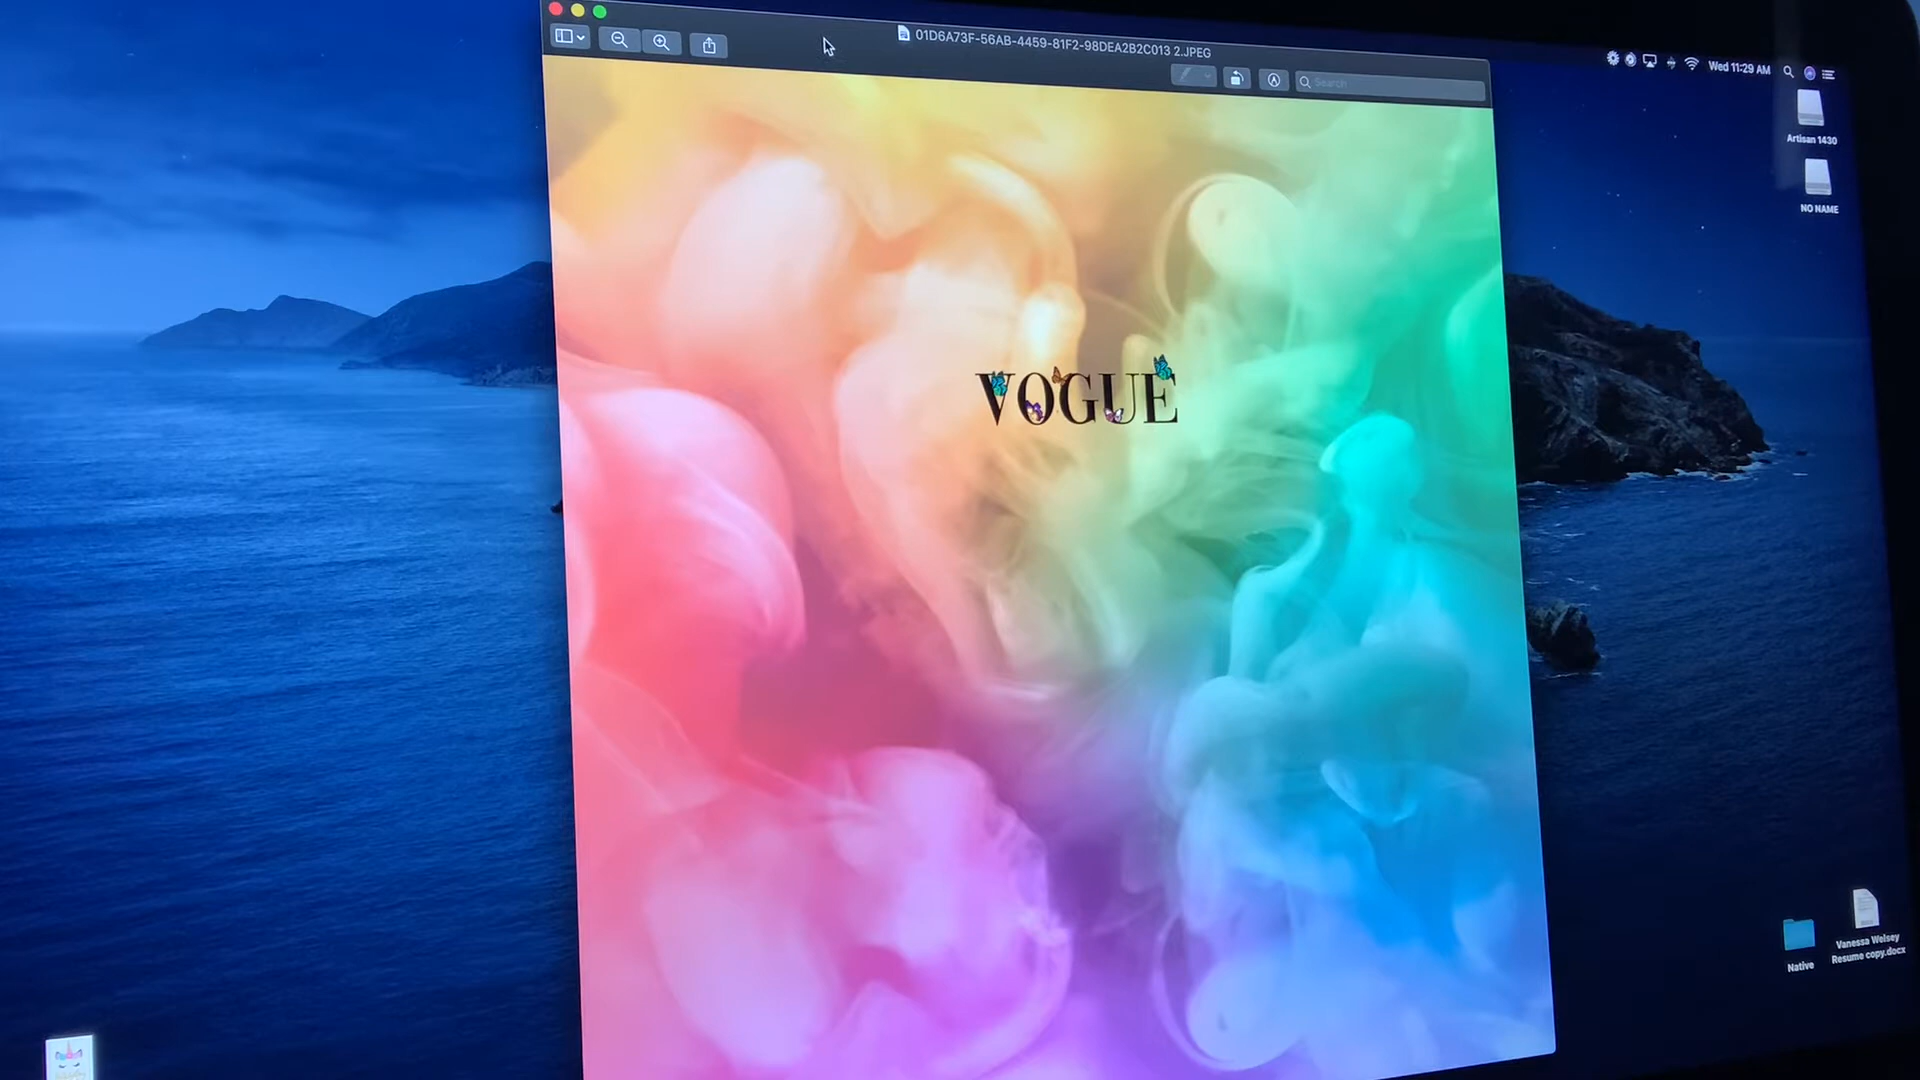 01D6A73F-56AB-4459-81F2-98DEA2B2C013 2.JPEG
Search
Wed 11:29 AM
Artisan 1430
NO NAME
VOGUE
Native
Vanessa Welsey
Resume copy.docx